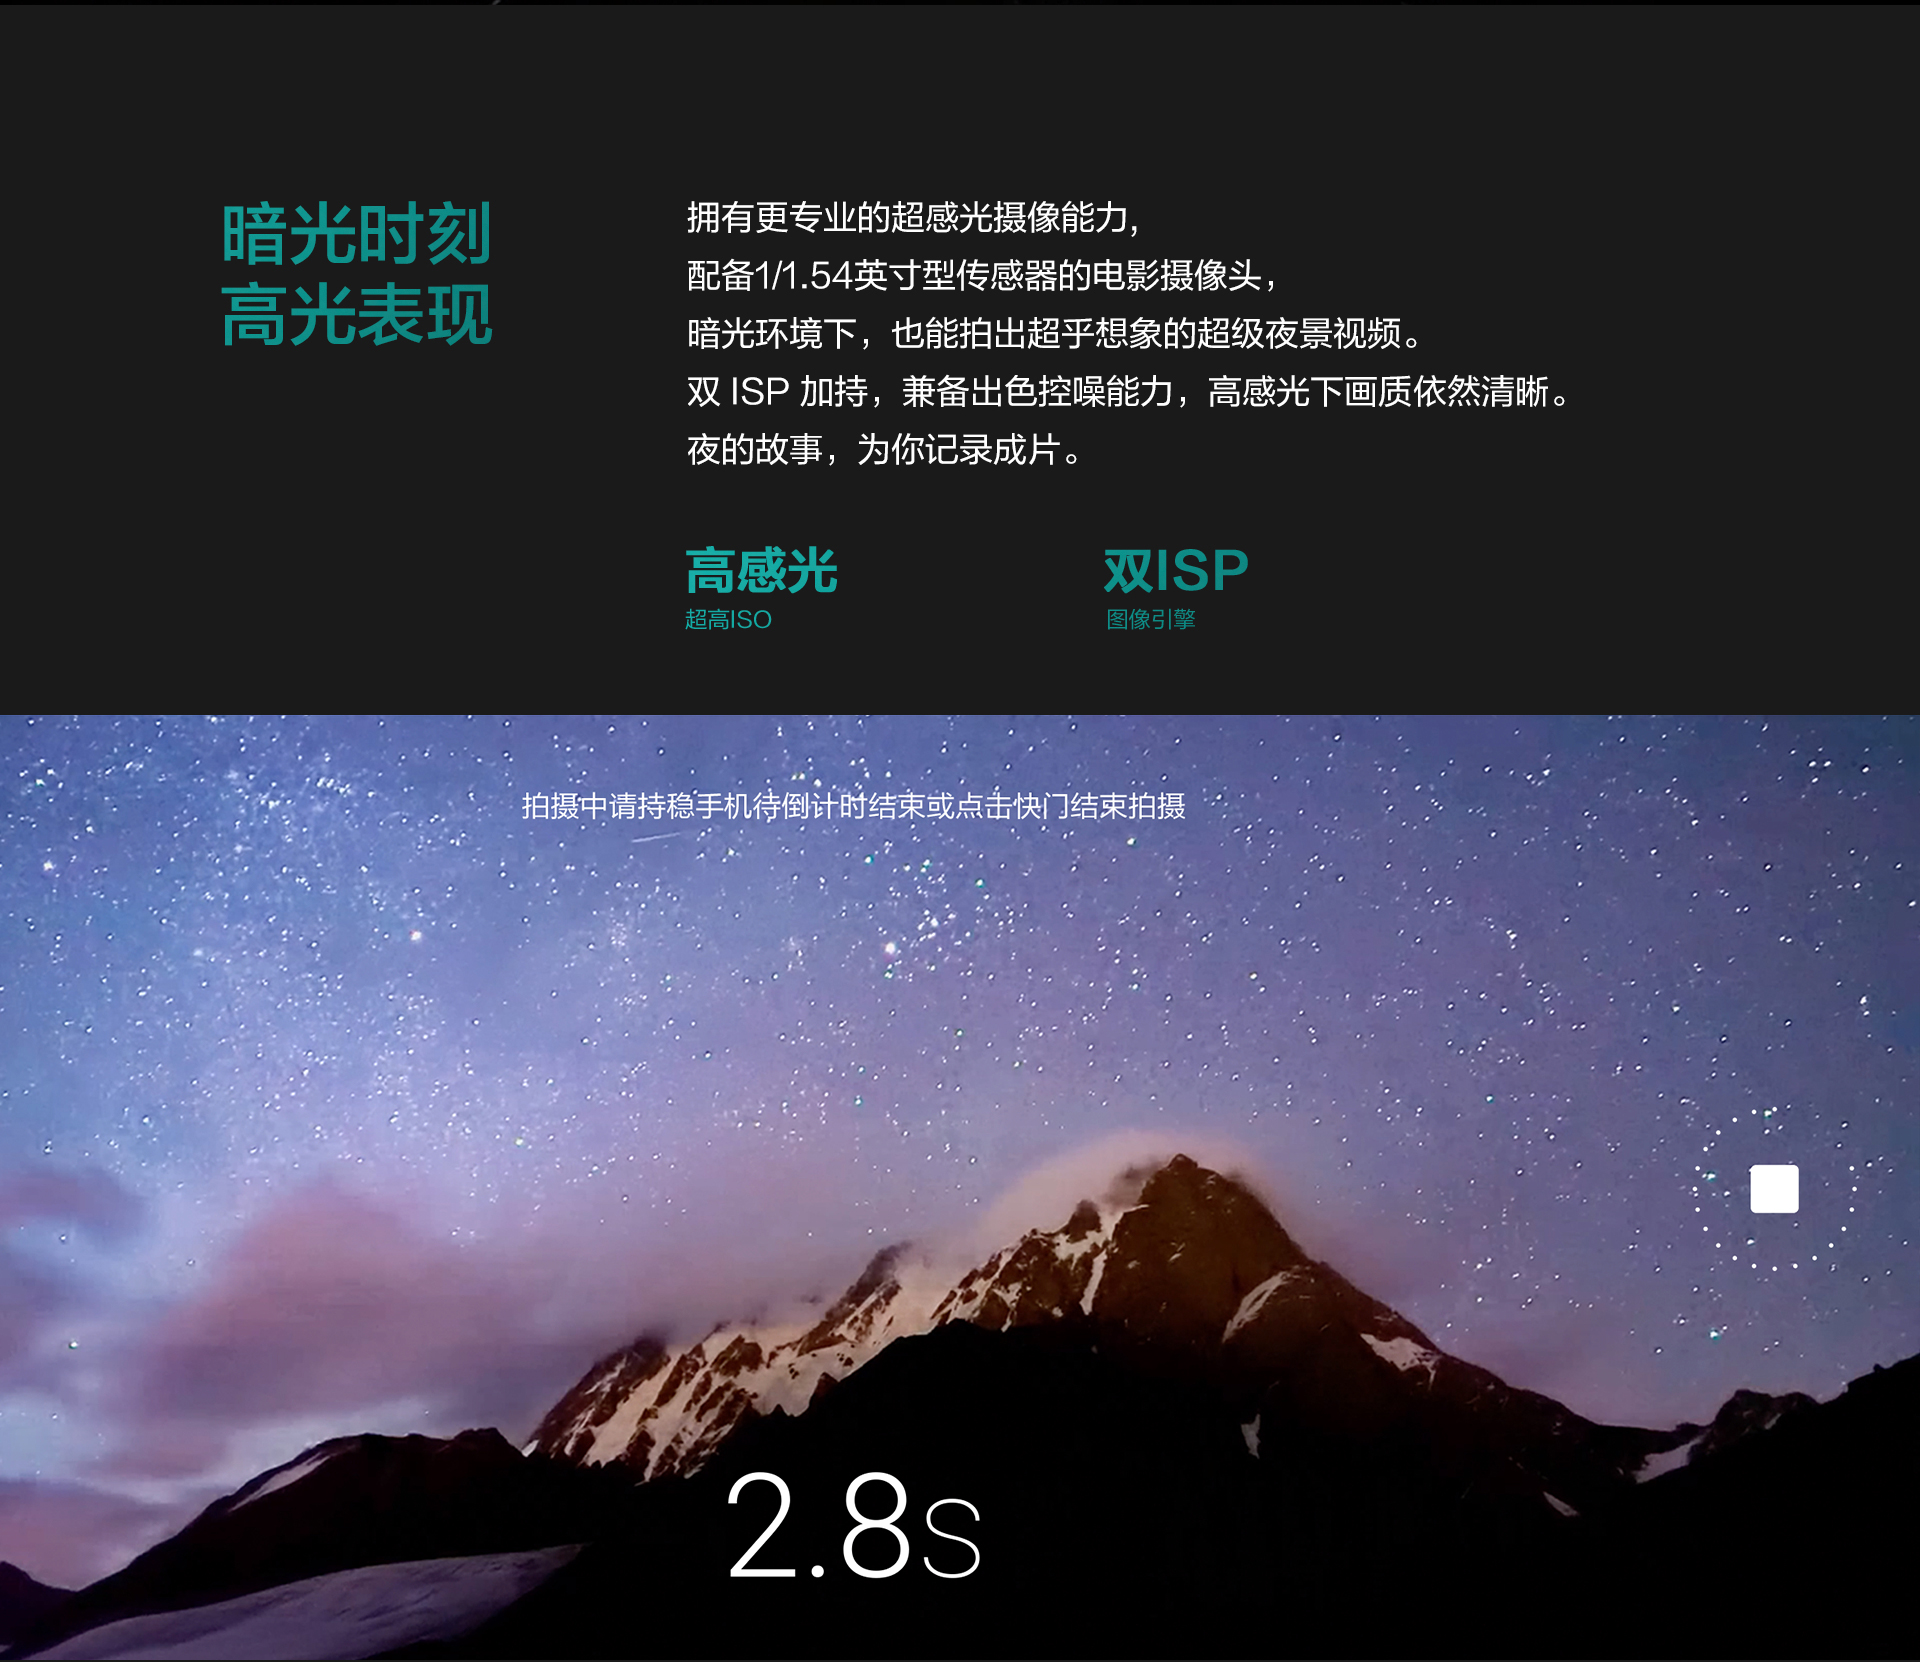 暗光时刻
高光表现
拥有更专业的超感光摄像能力，
配备1/1.54英寸型传感器的电影摄像头，
暗光环境下，也能拍出超乎想象的超级夜景视频。
双 ISP 加持，兼备出色控噪能力，高感光下画质依然清晰。
夜的故事，为你记录成片。
高感光
超高ISO
双ISP
图像引擎
拍摄中请持稳手机待倒计时结束或点击快门结束拍摄
2.8s